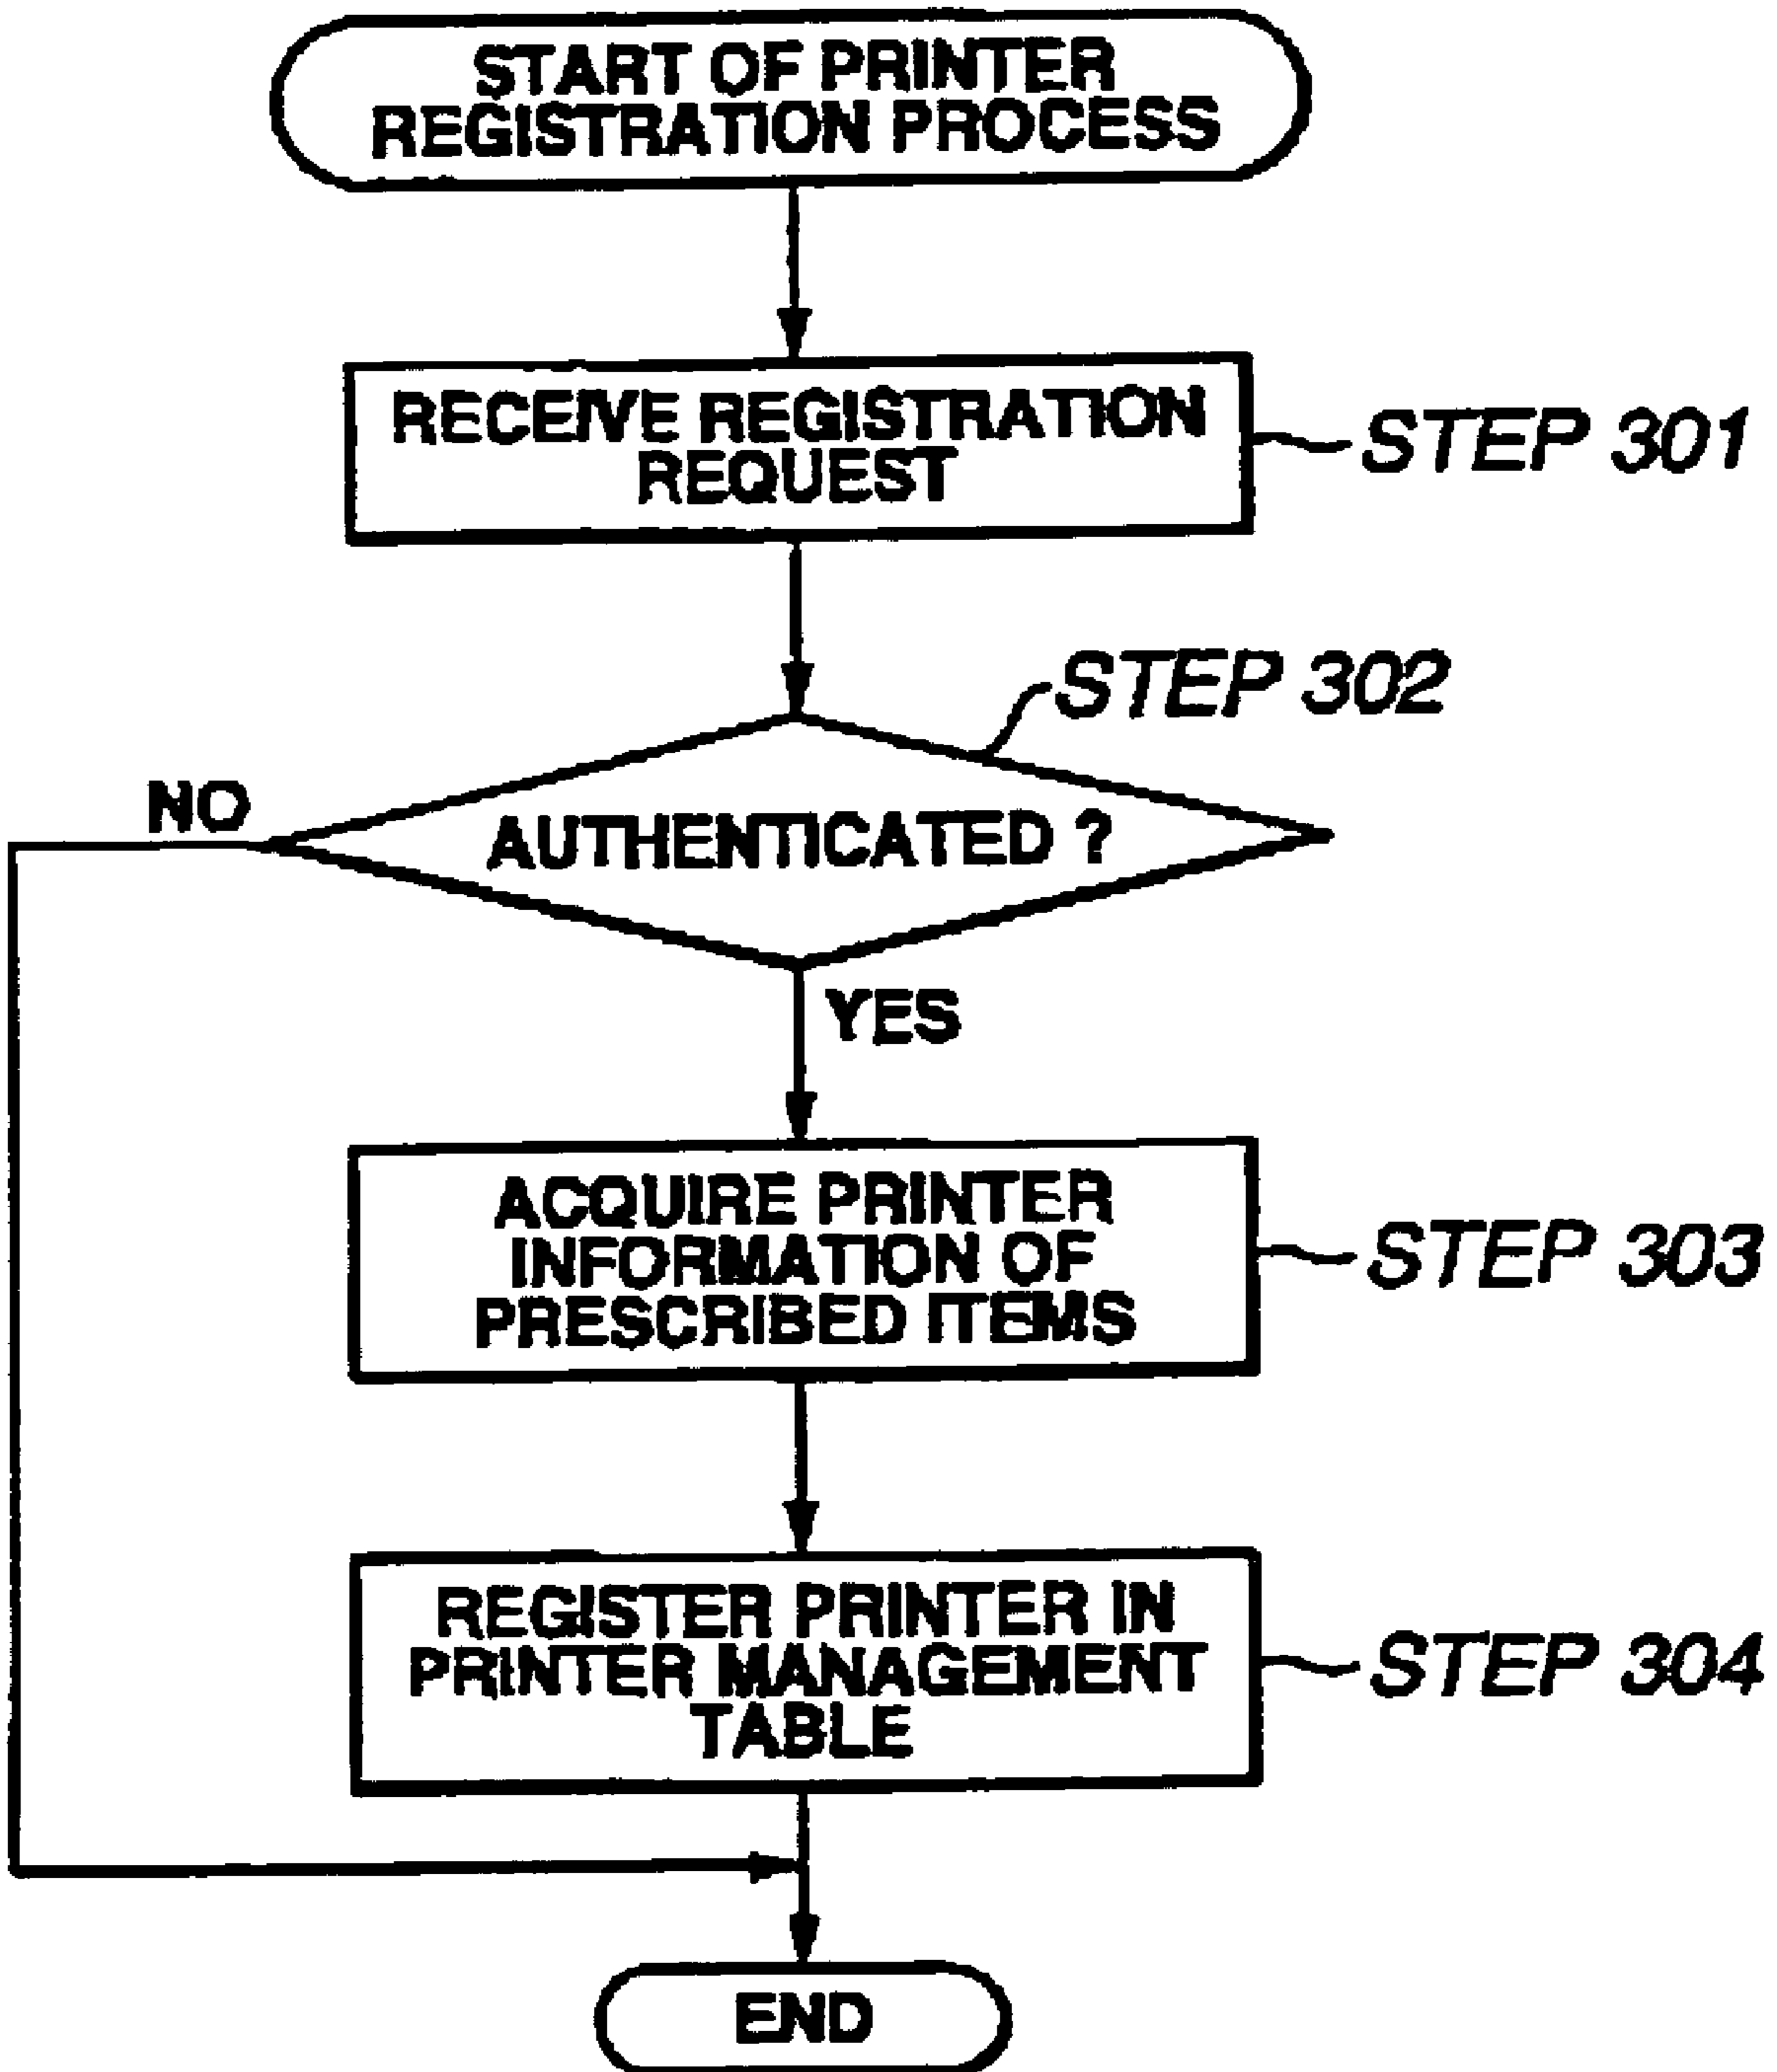 START OF PRINTER
REGISTRATION PROCESS
RECEIVE REGISTRATION
REQUEST
STEP 301
STEP 302
NO
AUTHENTICATED ?
YES
ACQUIRE PRINTER
INFORMATION OF
PRESCRIBED ITEMS
STEP 303
REGISTER PRINTER IN
PRINTER MANAGEMENT
TABLE
STEP 304
END